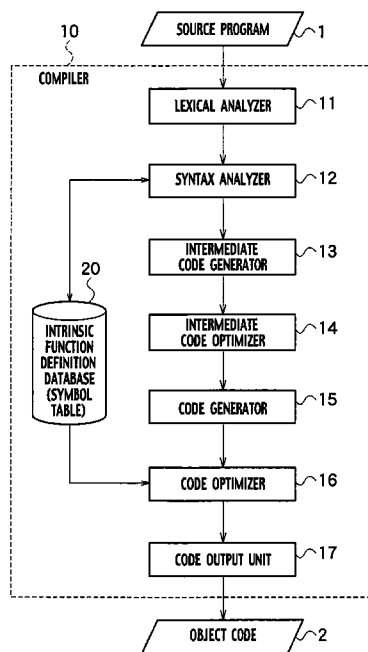 SOURCE PROGRAM
1
10
COMPILER
LEXICAL ANALYZER
11
SYNTAX ANALYZER
12
INTERMEDIATE
CODE GENERATOR
13
20
INTRINSIC
FUNCTION
DEFINITION
DATABASE
(SYMBOL
TABLE)
INTERMEDIATE
CODE OPTIMIZER
14
CODE GENERATOR
15
CODE OPTIMIZER
16
CODE OUTPUT UNIT
17
OBJECT CODE
2